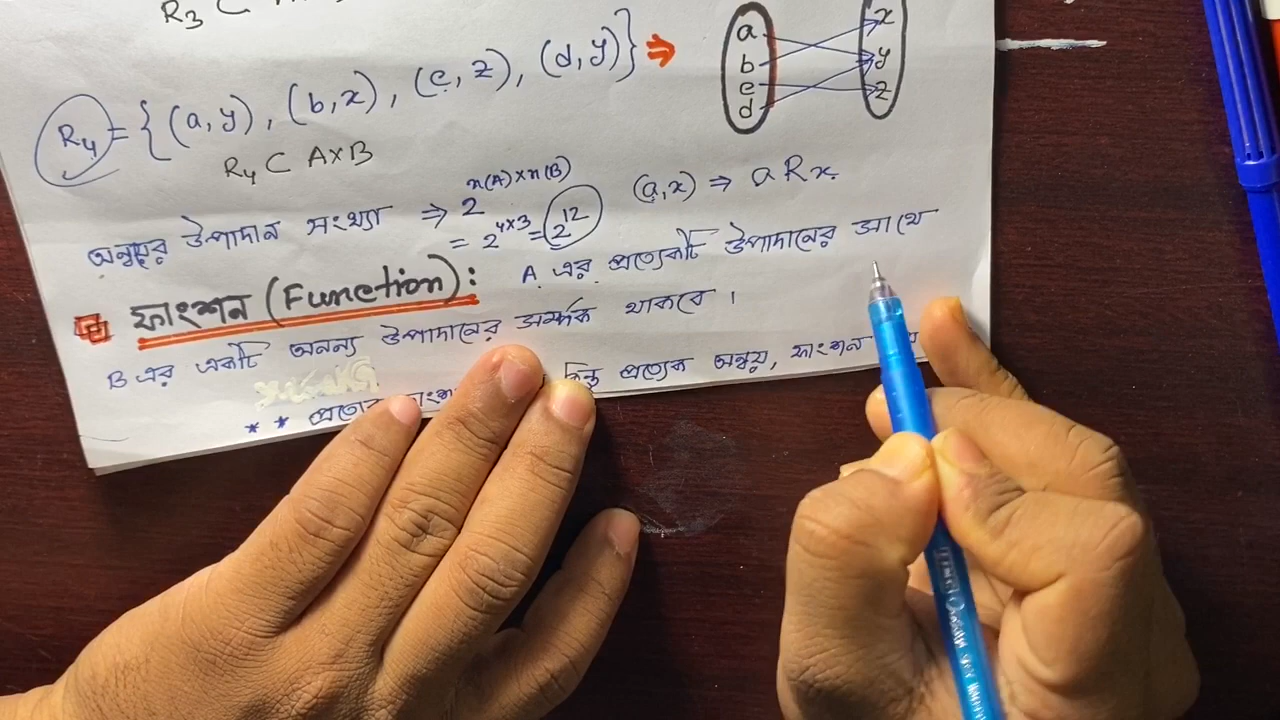 R₃ ⊂
R₄ = {(a,y), (b,x), (c,z), (d,y)} ⇒
a
b
c
d
x
y
z
R₄ ⊂ A×B
অন্বয়ের উপাদান সংখ্যা ⇒ 2^n(A)×n(B)
= 2^4×3 = 2^12
(a,x) ⇒ a R x.
ফাংশন (Function): A এর প্রত্যেকটি উপাদানের সাথে
B এর একটি অনন্য উপাদানের সম্পর্ক থাকবে ।
** কিন্তু প্রত্যেক অন্বয়, ফাংশন